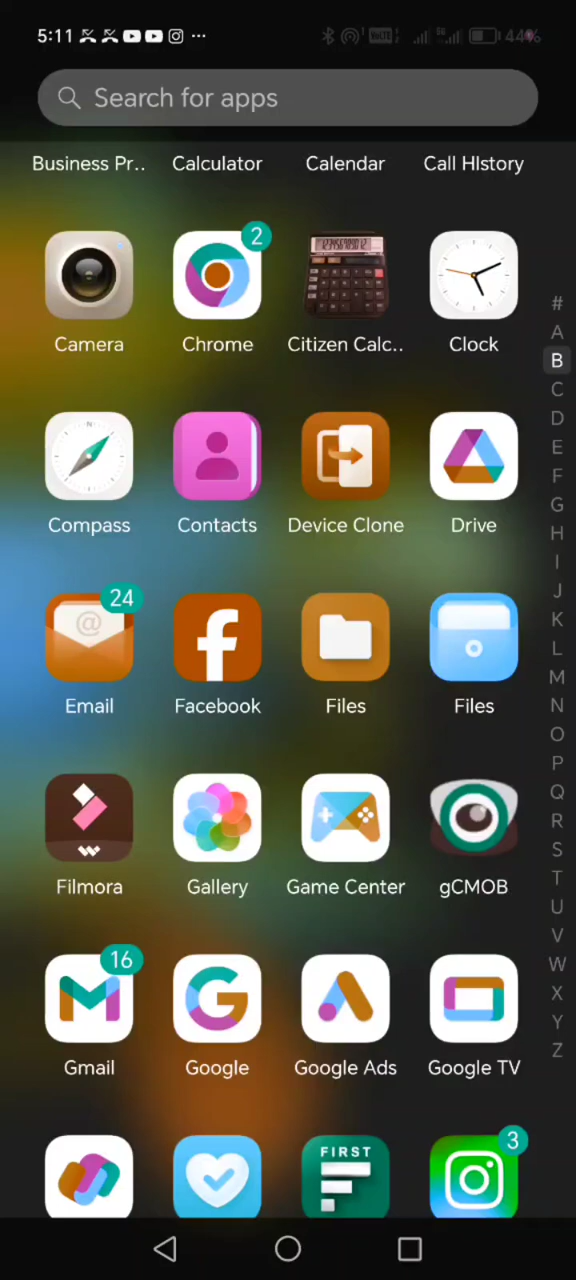 5:11 44%
Search for apps
Business Pr.. Calculator Calendar Call HIstory
2
Camera Chrome Citizen Calc.. Clock
#
A
B
C
Compass Contacts Device Clone Drive
D
E
F
G
H
I
J
24
@
K
L
M
Email Facebook Files Files
N
O
P
Q
R
S
Filmora Gallery Game Center gCMOB
T
U
V
16
W
X
Y
Z
Gmail Google Google Ads Google TV
FIRST
3